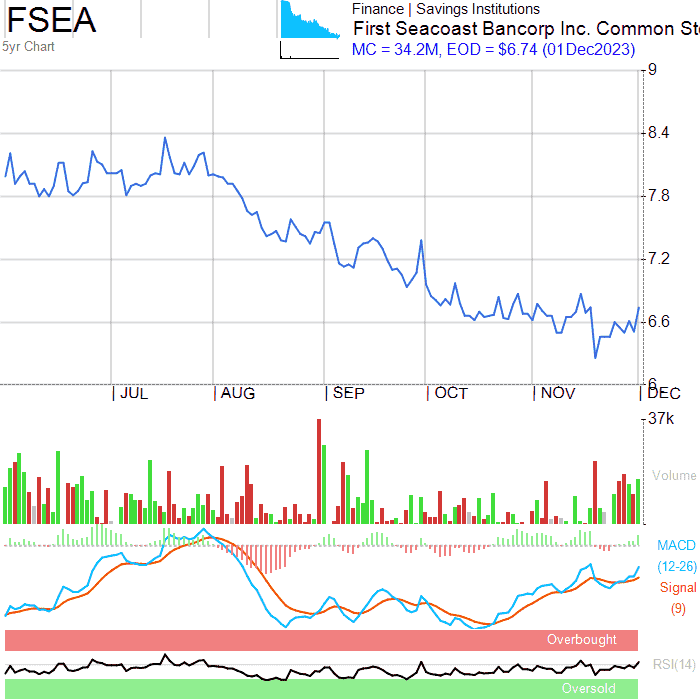 FSEA
5yr Chart
Finance | Savings Institutions
First Seacoast Bancorp Inc. Common St
MC = 34.2M, EOD = $6.74 (01Dec2023)
9
8.4
7.8
7.2
6.6
6
JUL AUG SEP OCT NOV DEC
37k
Volume
MACD
(12-26)
Signal
(9)
Overbought
RSI(14)
Oversold